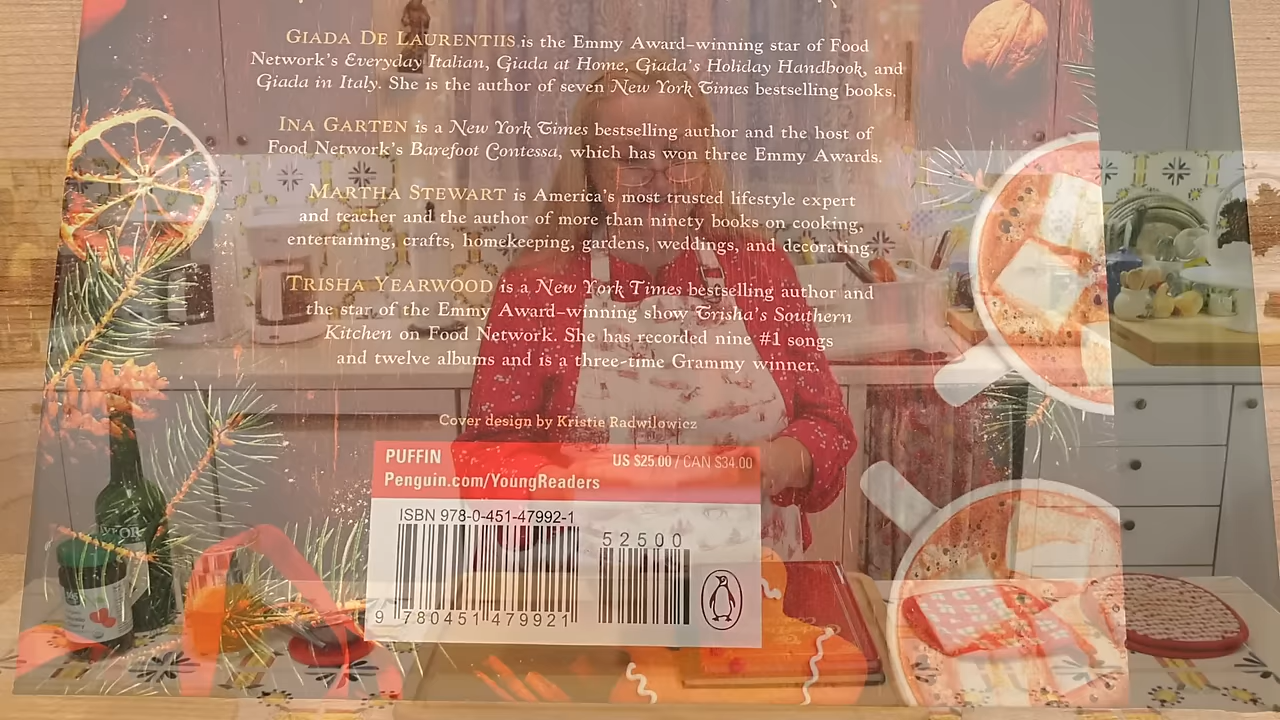 GIADA DE LAURENTIIS is the Emmy Award–winning star of Food
Network's Everyday Italian, Giada at Home, Giada's Holiday Handbook, and
Giada in Italy. She is the author of seven New York Times bestselling books.
INA GARTEN is a New York Times bestselling author and the host of
Food Network's Barefoot Contessa, which has won three Emmy Awards.
MARTHA STEWART is America's most trusted lifestyle expert
and teacher and the author of more than ninety books on cooking,
entertaining, crafts, homekeeping, gardens, weddings, and decorating.
TRISHA YEARWOOD is a New York Times bestselling author and
the star of the Emmy Award–winning show Trisha's Southern
Kitchen on Food Network. She has recorded nine #1 songs
and twelve albums and is a three-time Grammy winner.
Cover design by Kristie Radwilowicz
PUFFIN
US $25.00 / CAN $34.00
Penguin.com/YoungReaders
ISBN 978-0-451-47992-1
52500
9 780451 479921